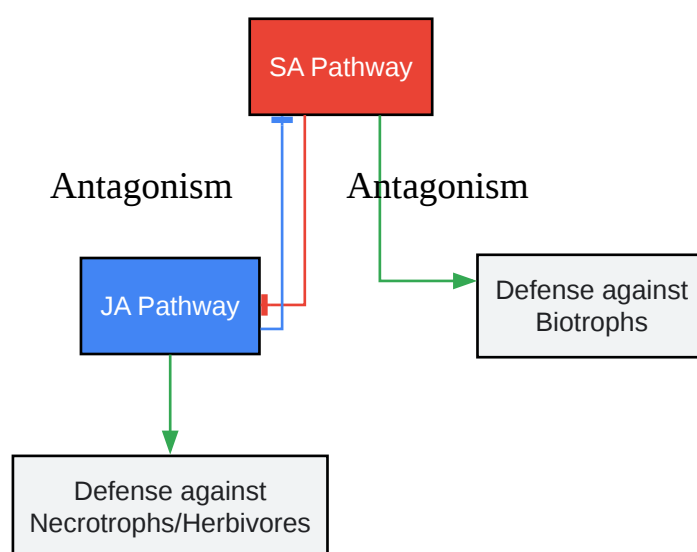 SA Pathway
Antagonism
Antagonism
JA Pathway
Defense against
Biotrophs
Defense against
Necrotrophs/Herbivores